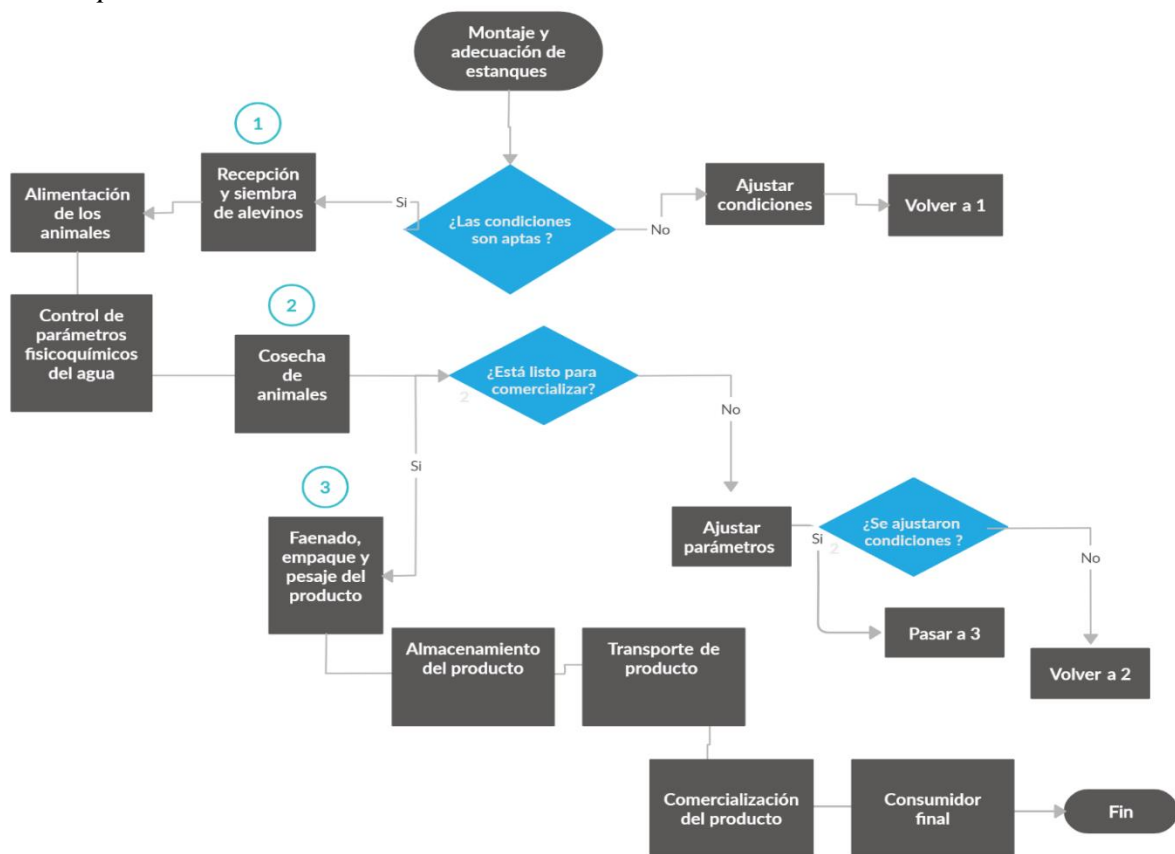 Montaje y
adecuación de
estanques
1
Recepción
y siembra
de alevinos
Alimentación
de los
animales
Si
¿Las condiciones
son aptas ?
No
Ajustar
condiciones
Volver a 1
Control de
parámetros
fisicoquímicos
del agua
2
Cosecha
de
animales
¿Está listo para
comercializar?
2
No
Si
3
Faenado,
empaque y
pesaje del
producto
Ajustar
parámetros
Si
¿Se ajustaron
condiciones ?
2
No
Pasar a 3
Volver a 2
Almacenamiento
del producto
Transporte de
producto
Comercialización
del producto
Consumidor
final
Fin